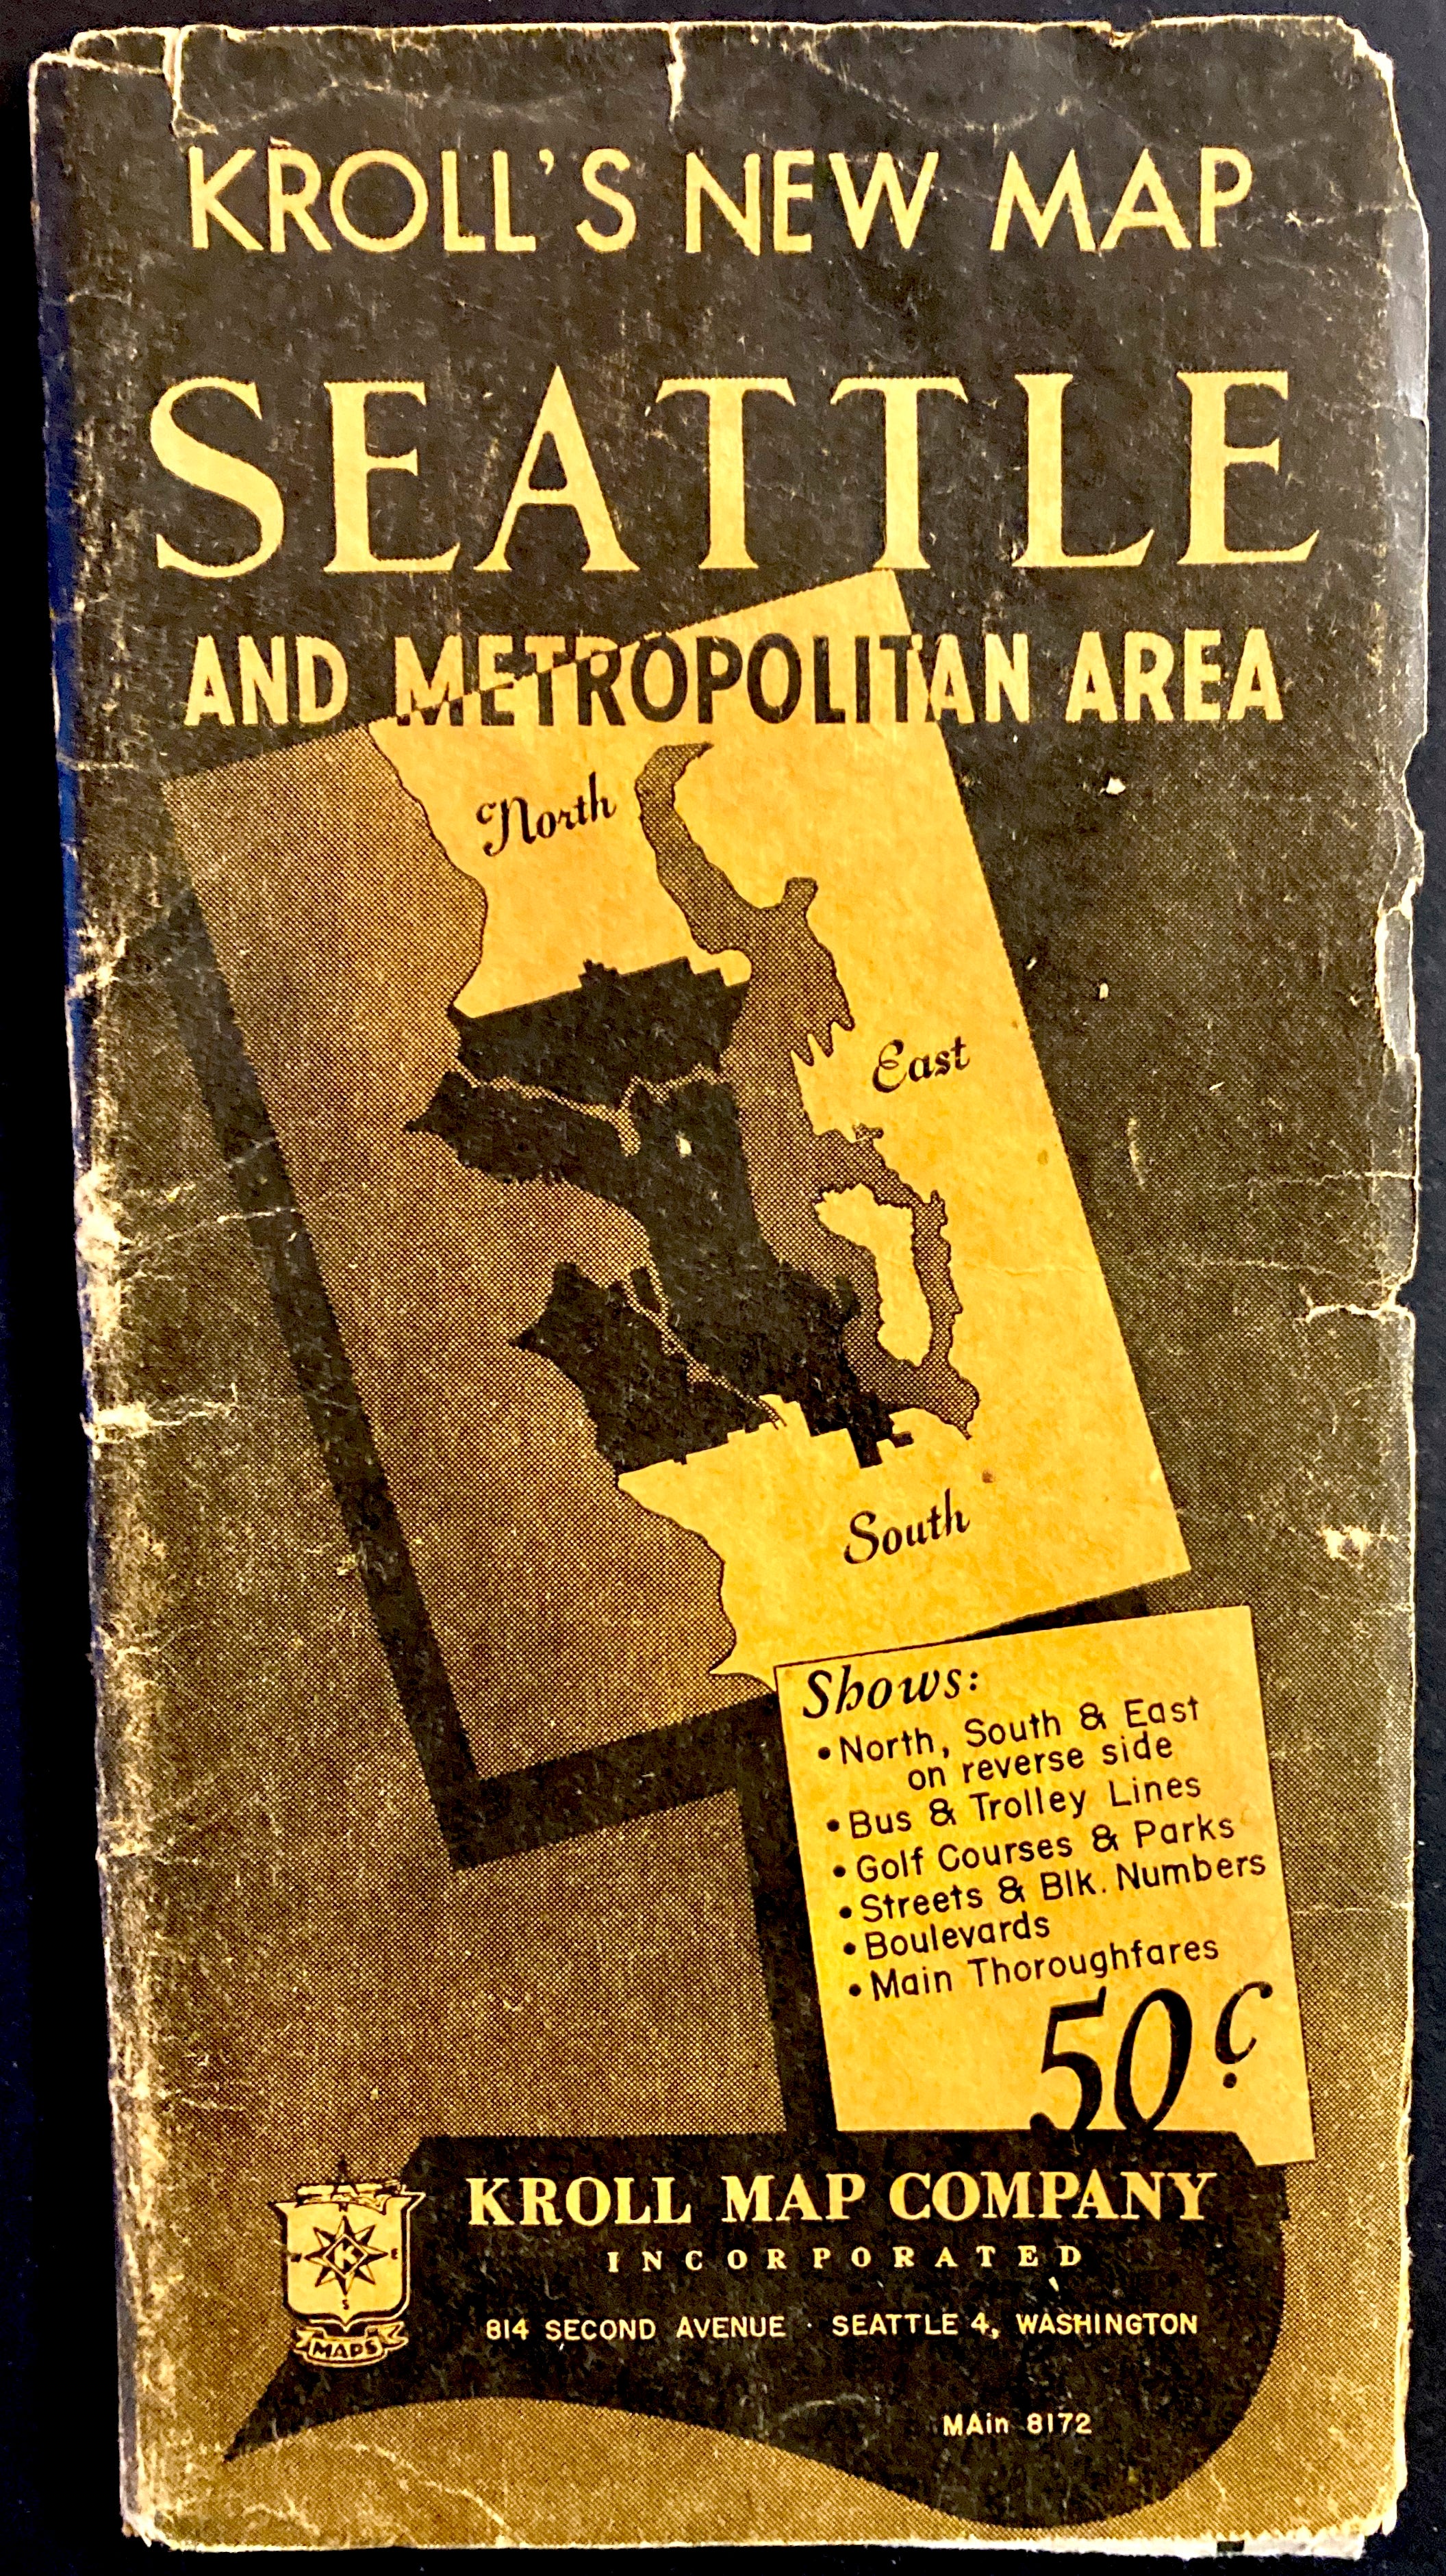 KROLL'S NEW MAP
SEATTLE
AND METROPOLITAN AREA
North
East
South
Shows:
• North, South & East
on reverse side
• Bus & Trolley Lines
• Golf Courses & Parks
• Streets & Blk. Numbers
• Boulevards
• Main Thoroughfares
50¢
KROLL MAP COMPANY
INCORPORATED
N
W K E
S
MAPS
814 SECOND AVENUE · SEATTLE 4, WASHINGTON
MAin 8172